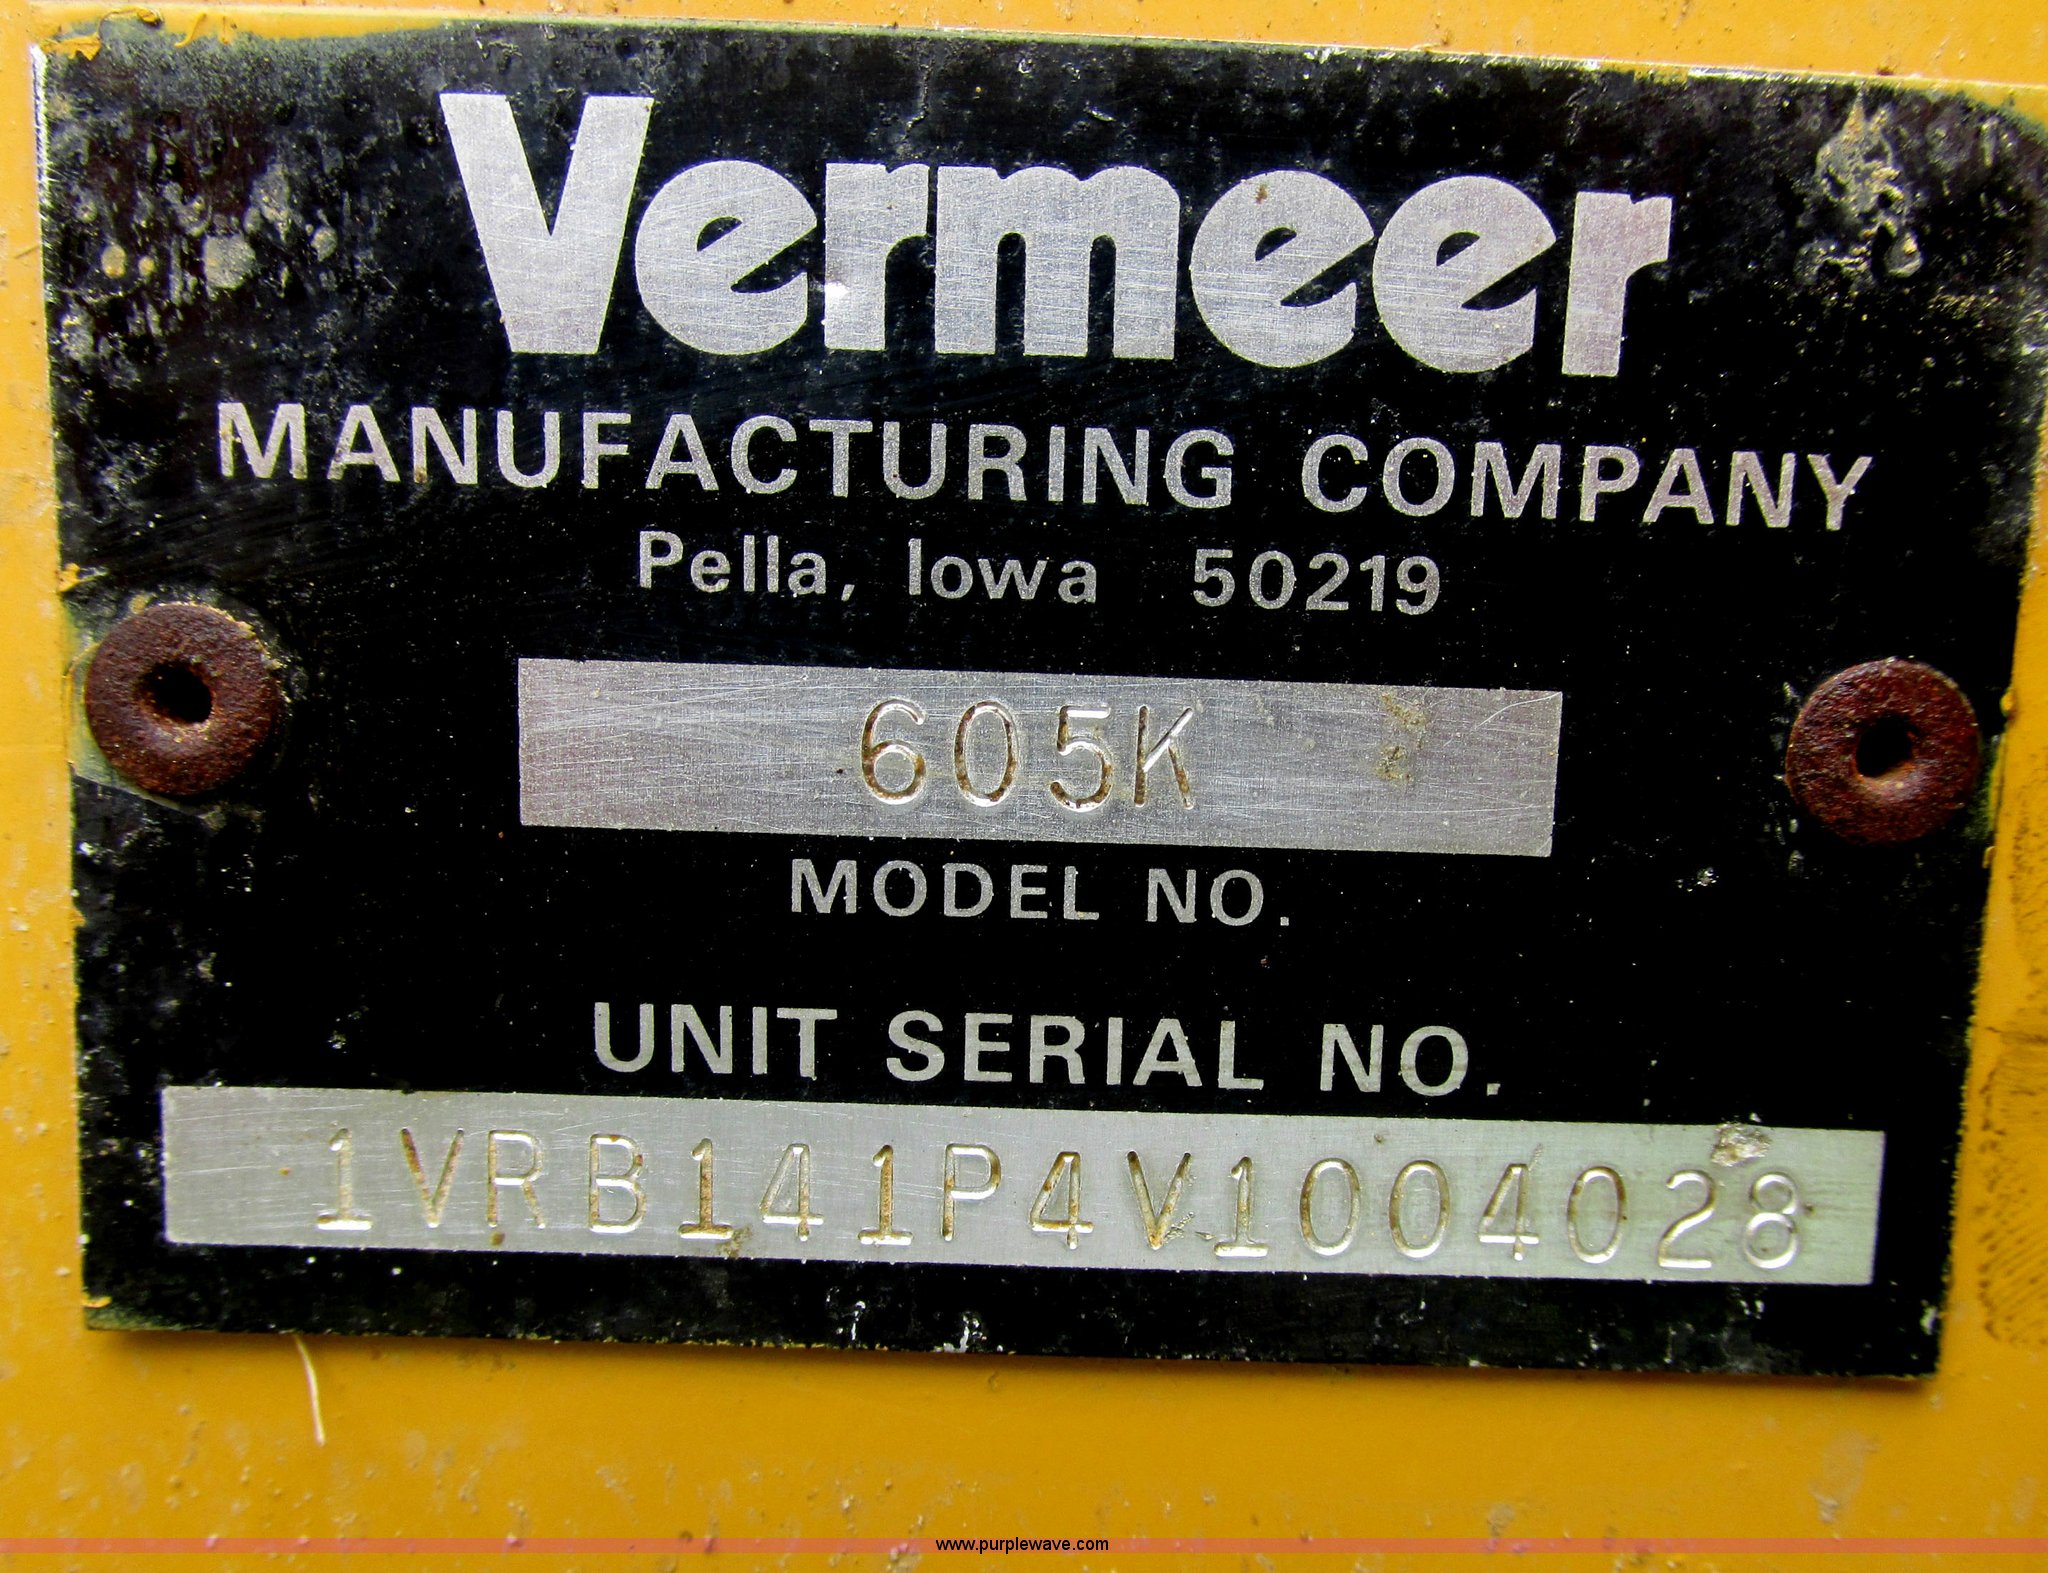 Vermeer
MANUFACTURING COMPANY
Pella, Iowa 50219
605K
MODEL NO.
UNIT SERIAL NO.
1VRB141P4V1004028
www.purplewave.com